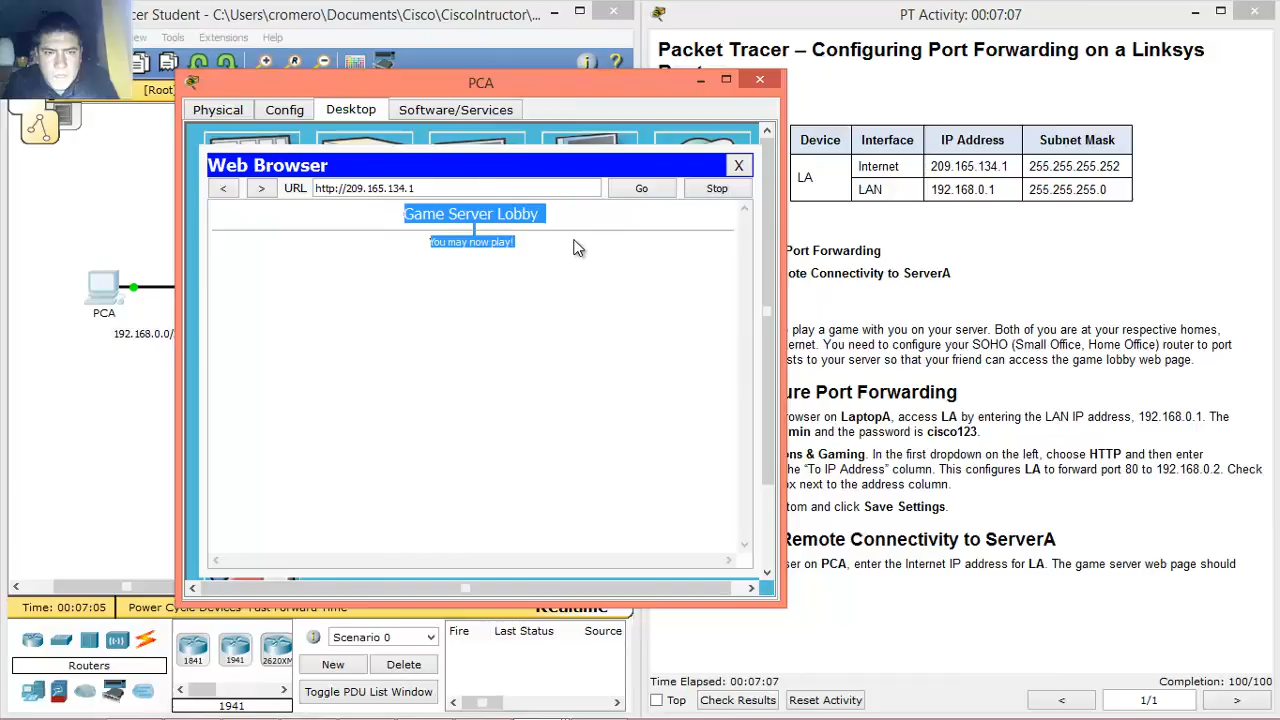 cer Student - C:\Users\cromero\Documents\Cisco\CiscoIntructor\...
PT Activity: 00:07:07
Tools Extensions Help
[Root]
PCA
192.168.0.0/
PCA
Physical Config Desktop Software/Services
Web Browser X
< > URL http://209.165.134.1 Go Stop
Game Server Lobby
You may now play!
Packet Tracer – Configuring Port Forwarding on a Linksys
Device Interface IP Address Subnet Mask
LA Internet 209.165.134.1 255.255.255.252
LAN 192.168.0.1 255.255.255.0
Port Forwarding
ote Connectivity to ServerA
play a game with you on your server. Both of you are at your respective homes,
ernet. You need to configure your SOHO (Small Office, Home Office) router to port
sts to your server so that your friend can access the game lobby web page.
ure Port Forwarding
rowser on LaptopA, access LA by entering the LAN IP address, 192.168.0.1. The
min and the password is cisco123.
ons & Gaming. In the first dropdown on the left, choose HTTP and then enter
the “To IP Address” column. This configures LA to forward port 80 to 192.168.0.2. Check
ox next to the address column.
tom and click Save Settings.
Remote Connectivity to ServerA
ser on PCA, enter the Internet IP address for LA. The game server web page should
Time: 00:07:05 Power Cycle Devices Fast Forward Time Realtime
Routers
1841 1941 2620XM
1941
Scenario 0
New Delete
Toggle PDU List Window
Fire Last Status Source
Time Elapsed: 00:07:07 Completion: 100/100
Top Check Results Reset Activity < 1/1 >